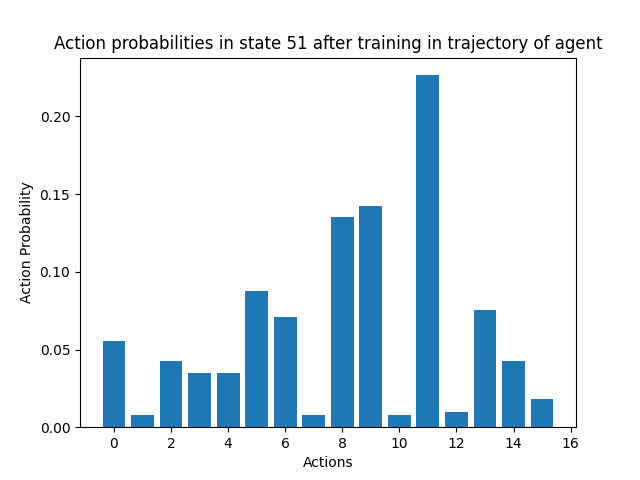 Action probabilities in state 51 after training in trajectory of agent
Action Probability
0.20
0.15
0.10
0.05
0.00
0 2 4 6 8 10 12 14 16
Actions